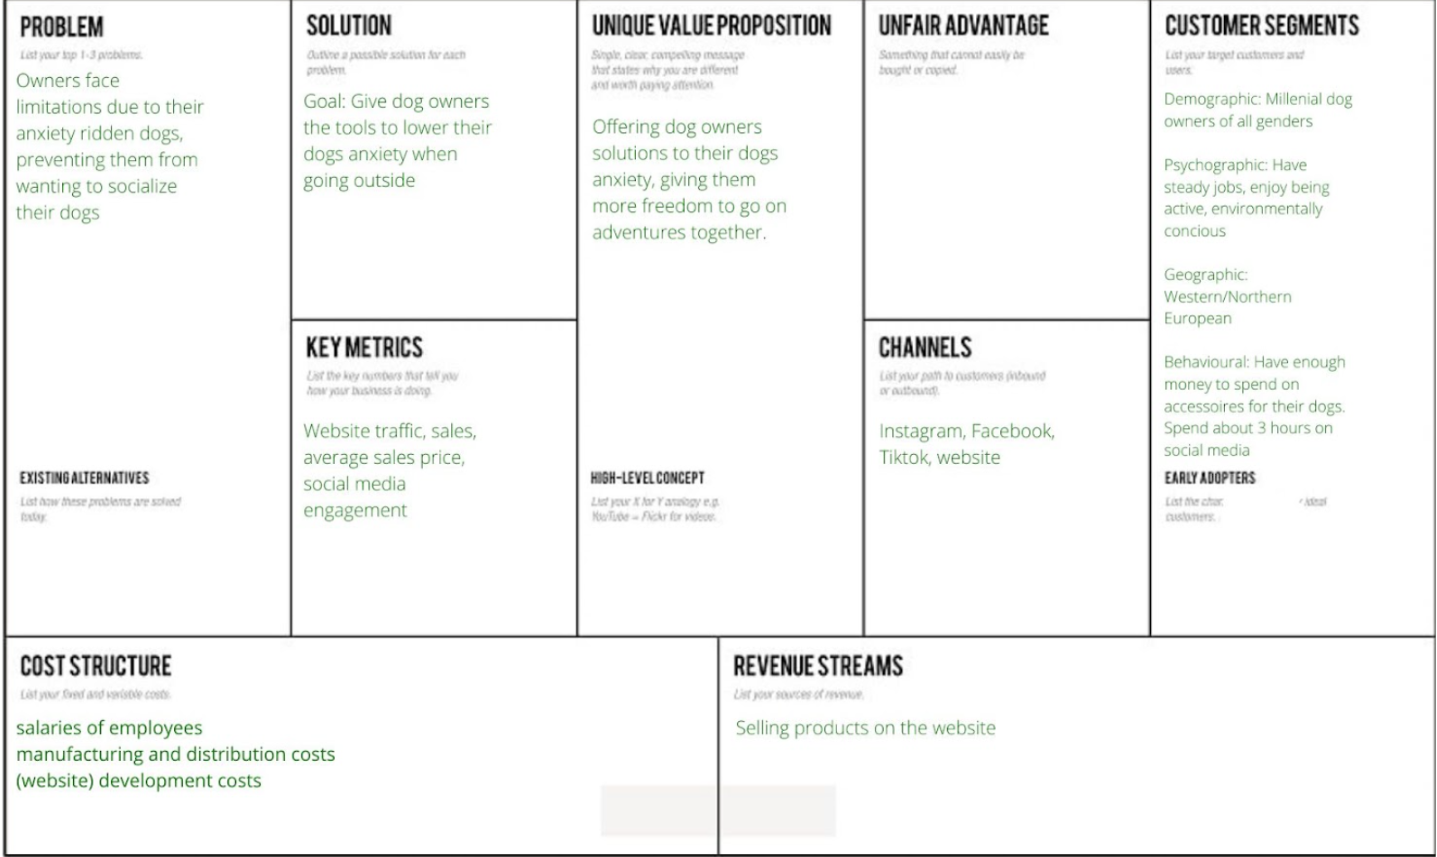 PROBLEM
List your top 1-3 problems.
Owners face
limitations due to their
anxiety ridden dogs,
preventing them from
wanting to socialize
their dogs
EXISTING ALTERNATIVES
List how these problems are solved
today.
SOLUTION
Outline a possible solution for each
problem.
Goal: Give dog owners
the tools to lower their
dogs anxiety when
going outside
KEY METRICS
List the key numbers that tell you
how your business is doing.
Website traffic, sales,
average sales price,
social media
engagement
UNIQUE VALUE PROPOSITION
Single, clear, compelling message
that states why you are different
and worth paying attention.
Offering dog owners
solutions to their dogs
anxiety, giving them
more freedom to go on
adventures together.
HIGH-LEVEL CONCEPT
List your X for Y analogy e.g.
YouTube = Flickr for videos.
UNFAIR ADVANTAGE
Something that cannot easily be
bought or copied.
CHANNELS
List your path to customers (inbound
or outbound).
Instagram, Facebook,
Tiktok, website
CUSTOMER SEGMENTS
List your target customers and
users.
Demographic: Millenial dog
owners of all genders
Psychographic: Have
steady jobs, enjoy being
active, environmentally
concious
Geographic:
Western/Northern
European
Behavioural: Have enough
money to spend on
accessoires for their dogs.
Spend about 3 hours on
social media
EARLY ADOPTERS
List the char. ideal
customers.
COST STRUCTURE
List your fixed and variable costs.
salaries of employees
manufacturing and distribution costs
(website) development costs
REVENUE STREAMS
List your sources of revenue.
Selling products on the website